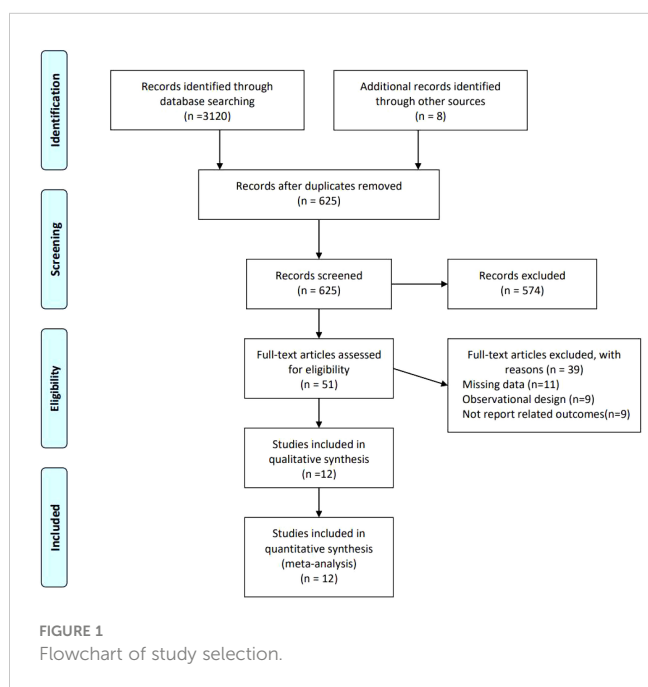 Identification
Records identified through
database searching
(n =3120)
Additional records identified
through other sources
(n = 8)
Records after duplicates removed
(n = 625)
Screening
Records screened
(n = 625)
Records excluded
(n = 574)
Eligibility
Full-text articles assessed
for eligibility
(n = 51)
Full-text articles excluded, with
reasons (n = 39)
Missing data (n=11)
Observational design (n=9)
Not report related outcomes(n=9)
Studies included in
qualitative synthesis
(n =12)
Included
Studies included in
quantitative synthesis
(meta-analysis)
(n = 12)
FIGURE 1
Flowchart of study selection.